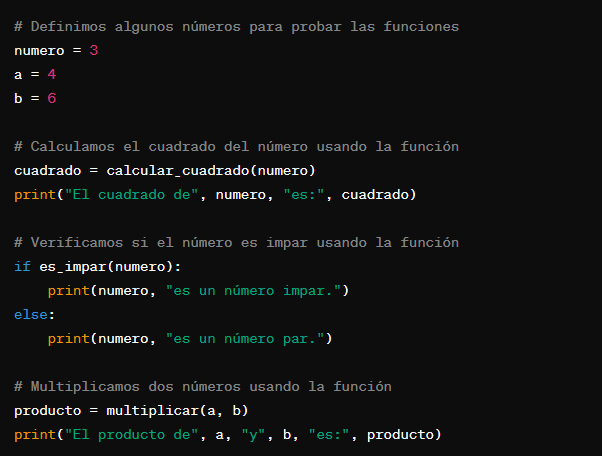 # Definimos algunos números para probar las funciones
numero = 3
a = 4
b = 6
# Calculamos el cuadrado del número usando la función
cuadrado = calcular_cuadrado(numero)
print("El cuadrado de", numero, "es:", cuadrado)
# Verificamos si el número es impar usando la función
if es_impar(numero):
    print(numero, "es un número impar.")
else:
    print(numero, "es un número par.")
# Multiplicamos dos números usando la función
producto = multiplicar(a, b)
print("El producto de", a, "y", b, "es:", producto)